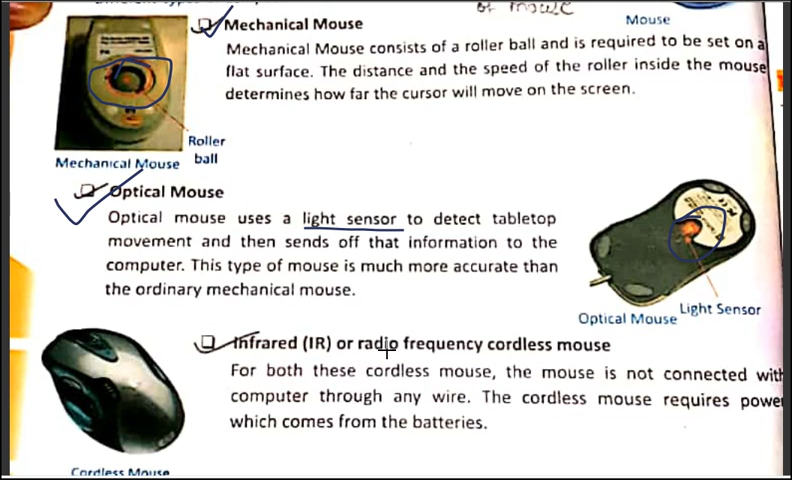 of mouse
Mouse
Mechanical Mouse
Mechanical Mouse consists of a roller ball and is required to be set on a
flat surface. The distance and the speed of the roller inside the mouse
determines how far the cursor will move on the screen.
Roller
ball
Mechanical Mouse
Optical Mouse
Optical mouse uses a light sensor to detect tabletop
movement and then sends off that information to the
computer. This type of mouse is much more accurate than
the ordinary mechanical mouse.
Light Sensor
Optical Mouse
Infrared (IR) or radio frequency cordless mouse
For both these cordless mouse, the mouse is not connected with
computer through any wire. The cordless mouse requires power
which comes from the batteries.
Cordless Mouse